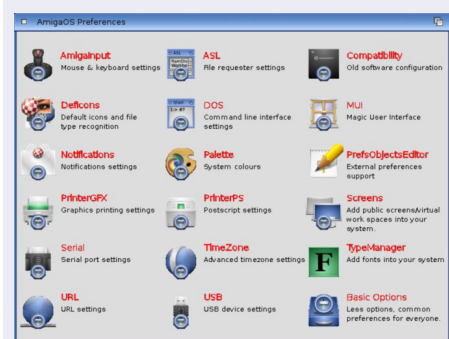 AmigaOS Preferences
AmigaInput
Mouse & keyboard settings
ASL
File requester settings
Compatibility
Old software configuration
DefIcons
Default icons and file
type recognition
DOS
Command line interface
settings
MUI
Magic User Interface
Notifications
Notifications settings
Palette
System colours
PrefsObjectsEditor
External preferences
support
PrinterGFX
Graphics printing settings
PrinterPS
Postscript settings
Screens
Add public screens/virtual
work spaces into your
system.
Serial
Serial port settings
TimeZone
Advanced timezone settings
TypeManager
Add fonts into your system
URL
URL settings
USB
USB device settings
Basic Options
Less options, common
preferences for everyone.